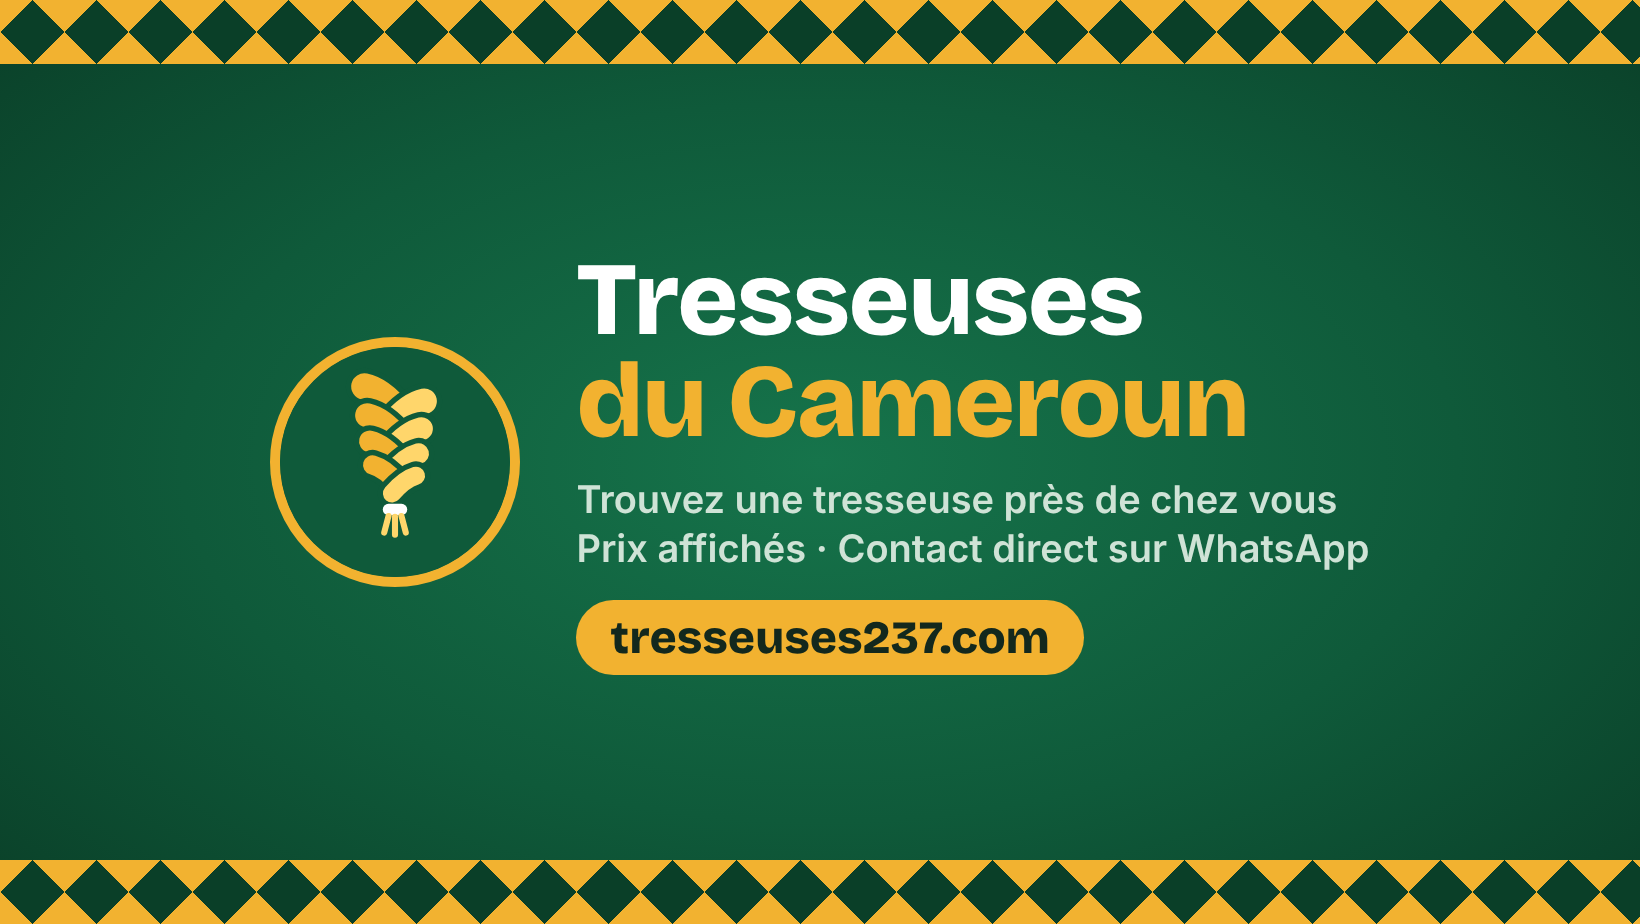 Tresseuses
du Cameroun
Trouvez une tresseuse près de chez vous
Prix affichés · Contact direct sur WhatsApp
tresseuses237.com